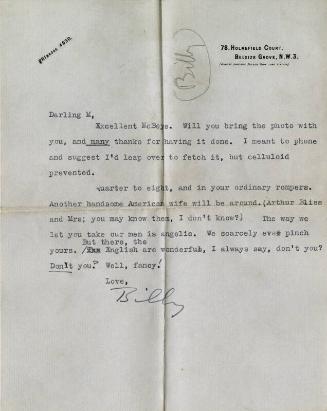 PRIMROSE 4939.
Billy
78, HOLMEFIELD COURT,
BELSIZE GROVE, N.W.3.
Darling M,
Excellent McBeys. Will you bring the photo with
you, and many thanks for having it done. I meant to phone
and suggest I'd leap over to fetch it, but celluloid
prevented.
Quarter to eight, and in your ordinary rompers.
Another handsome American wife will be around.(Arthur Bliss
and Mrs; you may know them, I don't know?) The way we
let you take our men is angelic. We scarcely even pinch
But there, the
yours. /The English are wonderful, I always say, don't you?
Don't you? Well, fancy!
Love,
Billy